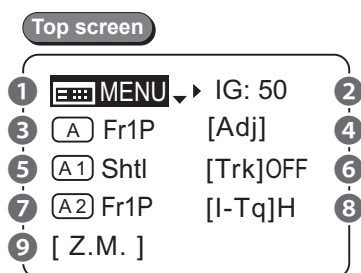 Top screen
1 MENU IG: 50 2
3 A Fr1P [Adj] 4
5 A1 Shtl [Trk]OFF 6
7 A2 Fr1P [I-Tq]H 8
9 [ Z.M. ]